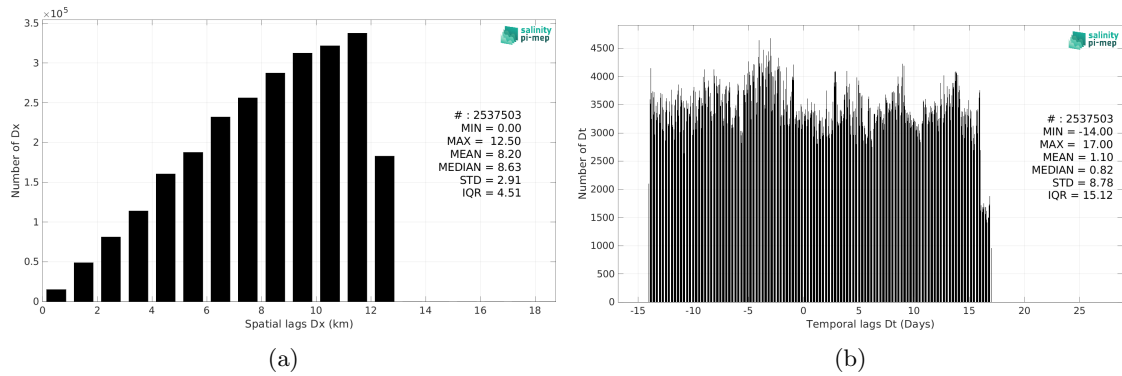 ×10⁵
3.5
3
2.5
2
1.5
1
0.5
0
Number of Dx
salinity
pi-mep
# : 2537503
MIN = 0.00
MAX = 12.50
MEAN = 8.20
MEDIAN = 8.63
STD = 2.91
IQR = 4.51
0 2 4 6 8 10 12 14 16 18
Spatial lags Dx (km)
(a)
4500
4000
3500
3000
2500
2000
1500
1000
500
0
Number of Dt
salinity
pi-mep
# : 2537503
MIN = -14.00
MAX = 17.00
MEAN = 1.10
MEDIAN = 0.82
STD = 8.78
IQR = 15.12
-15 -10 -5 0 5 10 15 20 25
Temporal lags Dt (Days)
(b)